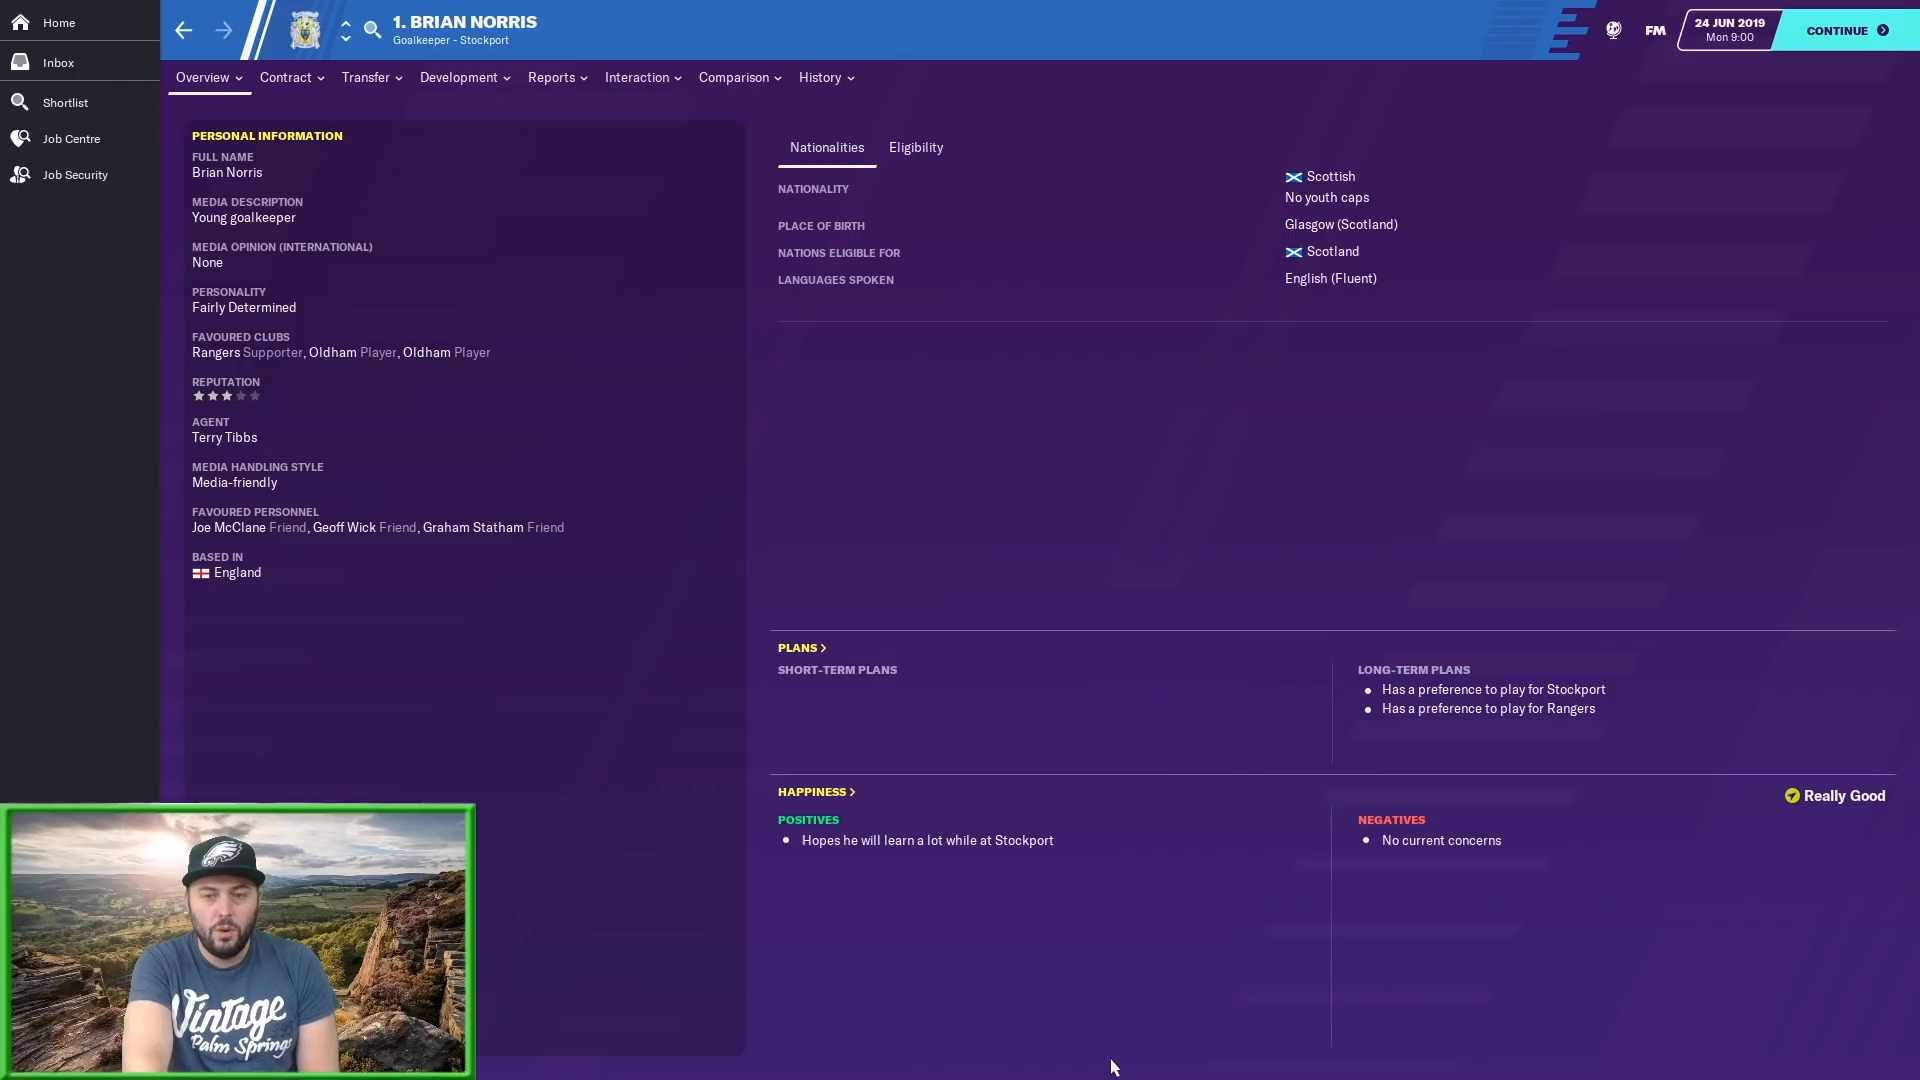 Home
Inbox
Shortlist
Job Centre
Job Security
1. BRIAN NORRIS
Goalkeeper - Stockport
FM
24 JUN 2019
Mon 9:00
CONTINUE
Overview Contract Transfer Development Reports Interaction Comparison History
PERSONAL INFORMATION
FULL NAME
Brian Norris
MEDIA DESCRIPTION
Young goalkeeper
MEDIA OPINION (INTERNATIONAL)
None
PERSONALITY
Fairly Determined
FAVOURED CLUBS
Rangers Supporter, Oldham Player, Oldham Player
REPUTATION
AGENT
Terry Tibbs
MEDIA HANDLING STYLE
Media-friendly
FAVOURED PERSONNEL
Joe McClane Friend, Geoff Wick Friend, Graham Statham Friend
BASED IN
England
Nationalities Eligibility
NATIONALITY
Scottish
No youth caps
PLACE OF BIRTH
Glasgow (Scotland)
NATIONS ELIGIBLE FOR
Scotland
LANGUAGES SPOKEN
English (Fluent)
PLANS >
SHORT-TERM PLANS
LONG-TERM PLANS
Has a preference to play for Stockport
Has a preference to play for Rangers
HAPPINESS >
Really Good
POSITIVES
Hopes he will learn a lot while at Stockport
NEGATIVES
No current concerns
Vintage
Palm Springs